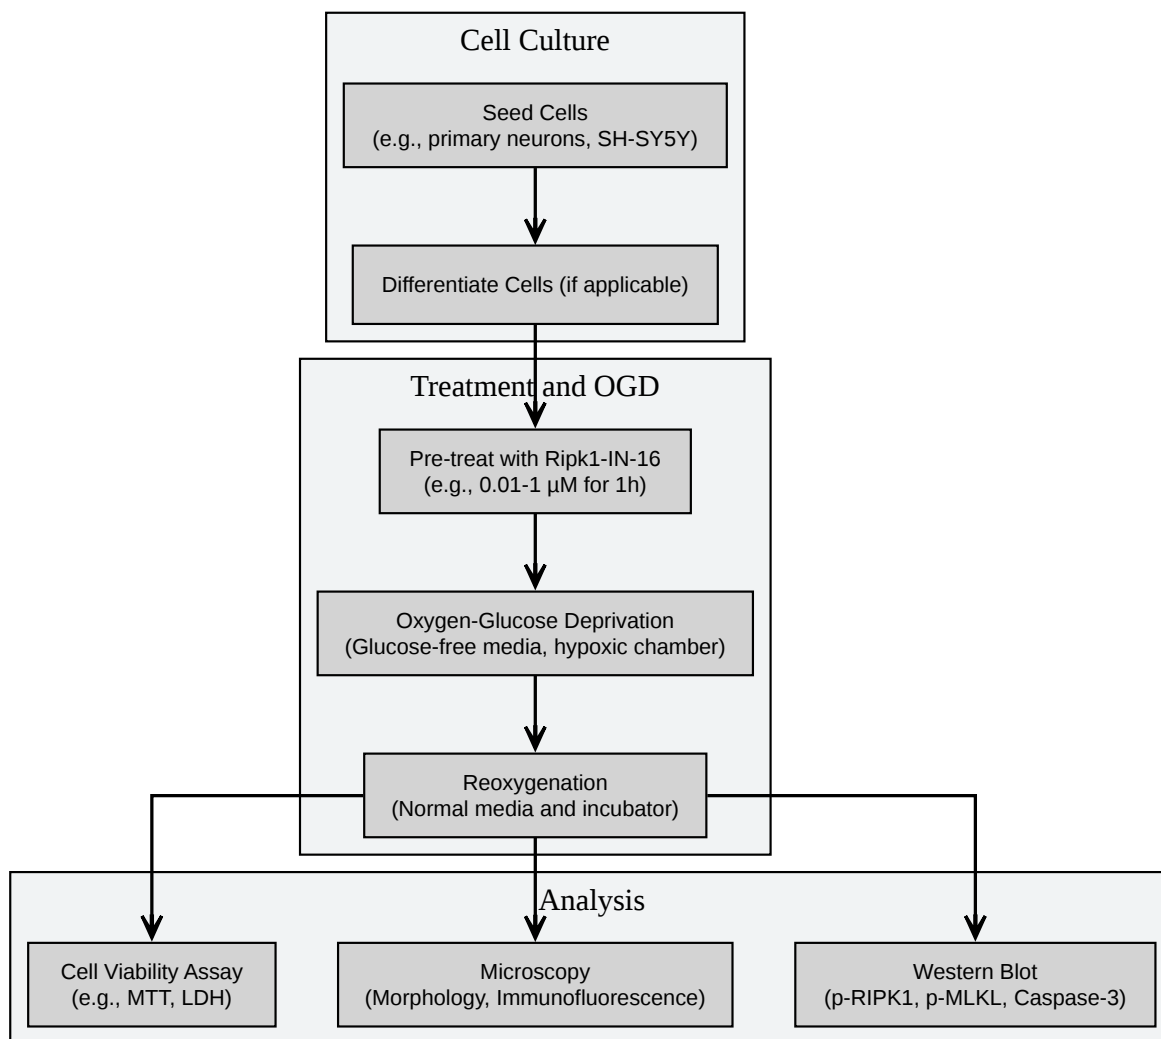 Cell Culture
Seed Cells
(e.g., primary neurons, SH-SY5Y)
Differentiate Cells (if applicable)
Treatment and OGD
Pre-treat with Ripk1-IN-16
(e.g., 0.01-1 µM for 1h)
Oxygen-Glucose Deprivation
(Glucose-free media, hypoxic chamber)
Reoxygenation
(Normal media and incubator)
Analysis
Cell Viability Assay
(e.g., MTT, LDH)
Microscopy
(Morphology, Immunofluorescence)
Western Blot
(p-RIPK1, p-MLKL, Caspase-3)